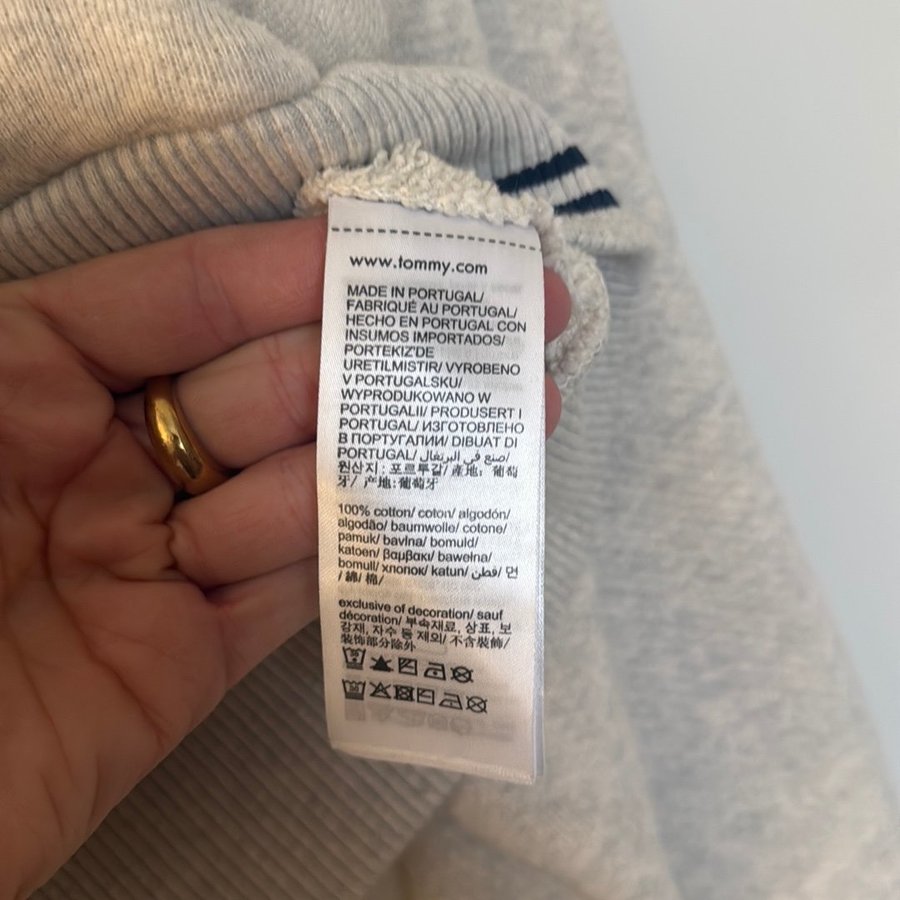 www.tommy.com
MADE IN PORTUGAL/
FABRIQUÉ AU PORTUGAL/
HECHO EN PORTUGAL CON
INSUMOS IMPORTADOS/
PORTEKIZ'DE
URETILMISTIR/ VYROBENO
V PORTUGALSKU/
WYPRODUKOWANO W
PORTUGALII/ PRODUSERT I
PORTUGAL/ ИЗГОТОВЛЕНО
В ПОРТУГАЛИИ/ DIBUAT DI
PORTUGAL/ صنع في البرتغال/
원산지 : 포르투갈/ 產地: 葡萄
牙/ 产地:葡萄牙
100% cotton/ coton/ algodón/
algodão/ baumwolle/ cotone/
pamuk/ bavlna/ bomuld/
katoen/ βαμβακι/ bawełna/
bomull/ хлопок/ katun/ قطن/ 면
/ 綿/ 棉/
exclusive of decoration/ sauf
décoration/ 부속재료, 상표, 보
강재, 자수 등 제외/ 不含裝飾/
装饰部分除外